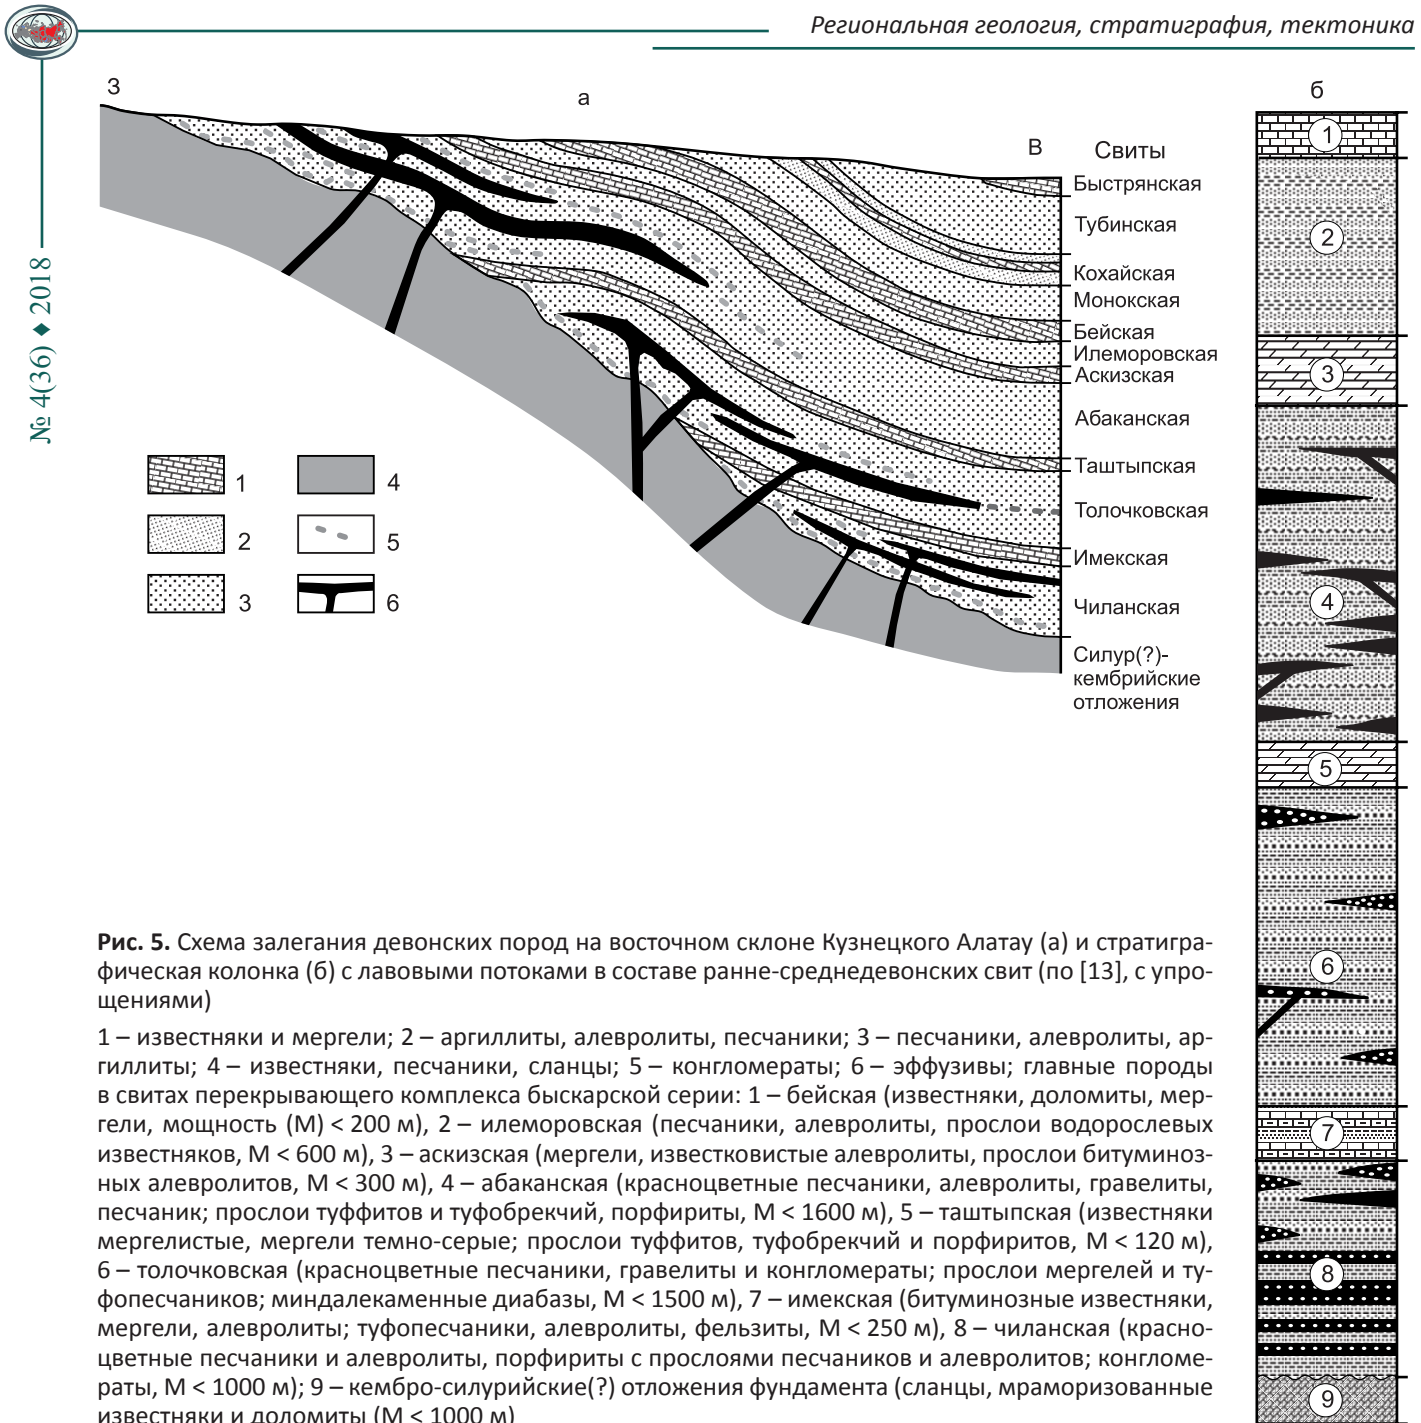 Региональная геология, стратиграфия, тектоника
№ 4(36) ♦ 2018
З
а
В
Свиты
Быстрянская
Тубинская
Кохайская
Монокская
Бейская
Илеморовская
Аскизская
Абаканская
Таштыпская
Толочковская
Имекская
Чиланская
Силур(?)-
кембрийские
отложения
1
2
3
4
5
6
б
1
2
3
4
5
6
7
8
9
Рис. 5. Схема залегания девонских пород на восточном склоне Кузнецкого Алатау (а) и стратигра-
фическая колонка (б) с лавовыми потоками в составе ранне-среднедевонских свит (по [13], с упро-
щениями)
1 – известняки и мергели; 2 – аргиллиты, алевролиты, песчаники; 3 – песчаники, алевролиты, ар-
гиллиты; 4 – известняки, песчаники, сланцы; 5 – конгломераты; 6 – эффузивы; главные породы
в свитах перекрывающего комплекса быскарской серии: 1 – бейская (известняки, доломиты, мер-
гели, мощность (М) < 200 м), 2 – илеморовская (песчаники, алевролиты, прослои водорослевых
известняков, М < 600 м), 3 – аскизская (мергели, известковистые алевролиты, прослои битуминоз-
ных алевролитов, М < 300 м), 4 – абаканская (красноцветные песчаники, алевролиты, гравелиты,
песчаник; прослои туффитов и туфобрекчий, порфириты, М < 1600 м), 5 – таштыпская (известняки
мергелистые, мергели темно-серые; прослои туффитов, туфобрекчий и порфиритов, М < 120 м),
6 – толочковская (красноцветные песчаники, гравелиты и конгломераты; прослои мергелей и ту-
фопесчаников; миндалекаменные диабазы, М < 1500 м), 7 – имекская (битуминозные известняки,
мергели, алевролиты; туфопесчаники, алевролиты, фельзиты, М < 250 м), 8 – чиланская (красно-
цветные песчаники и алевролиты, порфириты с прослоями песчаников и алевролитов; конгломе-
раты, М < 1000 м); 9 – кембро-силурийские(?) отложения фундамента (сланцы, мраморизованные
известняки и доломиты (М < 1000 м)